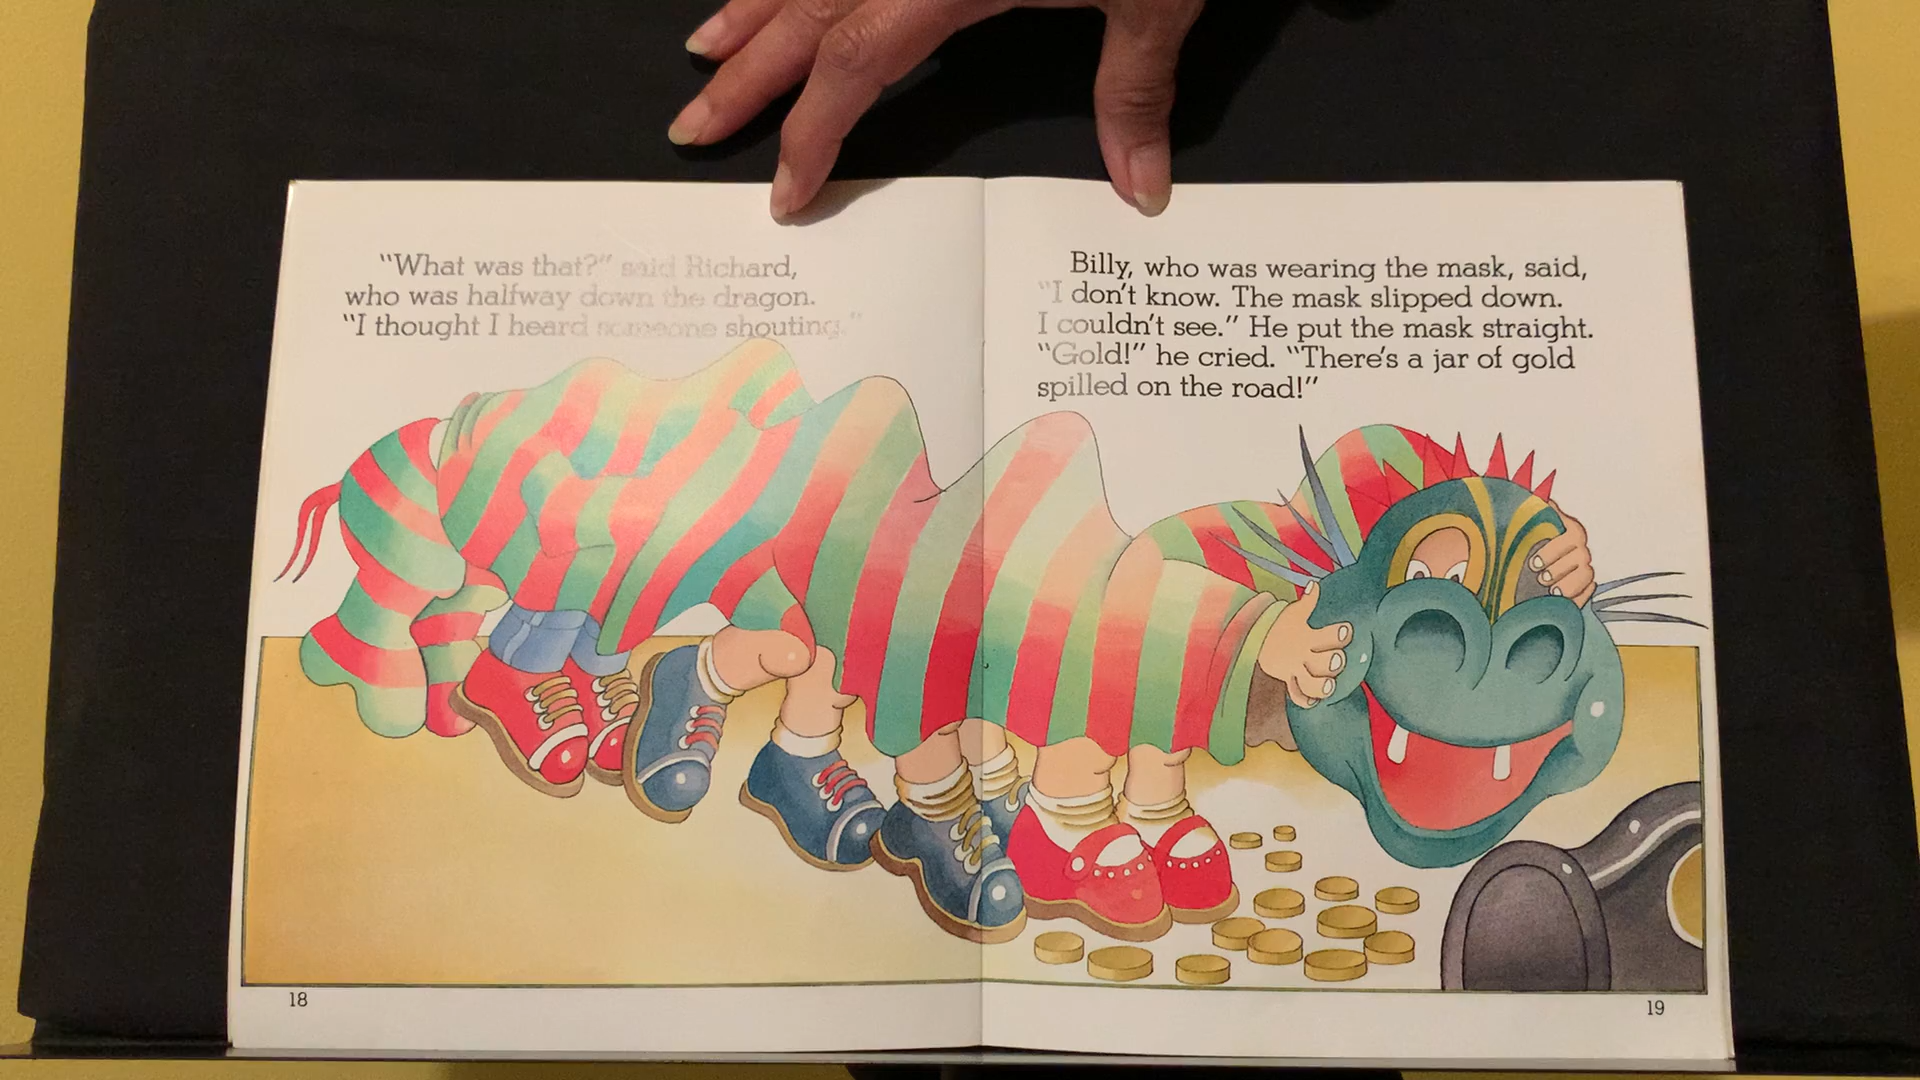 “What was that?” said Richard,
who was halfway down the dragon.
“I thought I heard someone shouting.”
Billy, who was wearing the mask, said,
“I don't know. The mask slipped down.
I couldn't see.” He put the mask straight.
“Gold!” he cried. “There's a jar of gold
spilled on the road!”
18
19